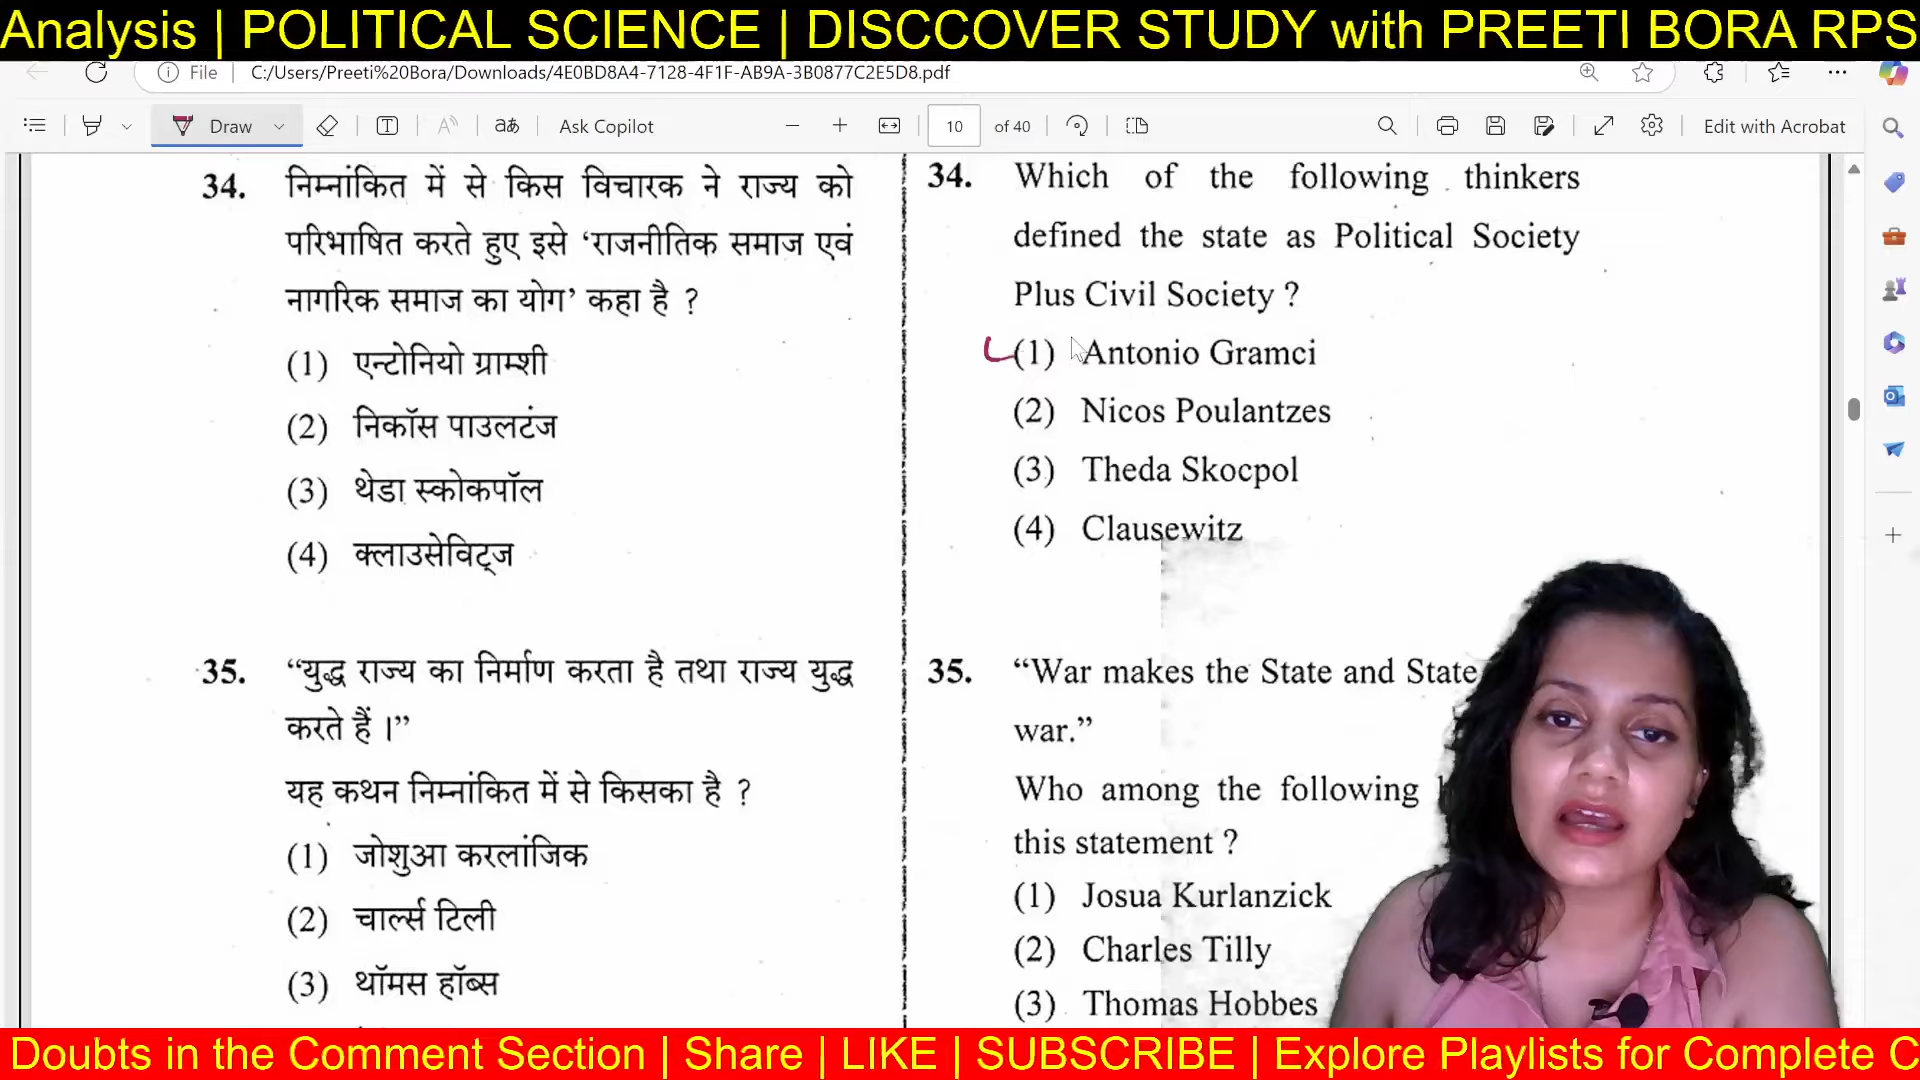 Analysis | POLITICAL SCIENCE | DISCCOVER STUDY with PREETI BORA RPS
File
C:/Users/Preeti%20Bora/Downloads/4E0BD8A4-7128-4F1F-AB9A-3B0877C2E5D8.pdf
Draw
Ask Copilot
10 of 40
Edit with Acrobat
34. निम्नांकित में से किस विचारक ने राज्य को
परिभाषित करते हुए इसे ‘राजनीतिक समाज एवं
नागरिक समाज का योग’ कहा है ?
(1) एन्टोनियो ग्राम्शी
(2) निकॉस पाउलटंज
(3) थेडा स्कोकपॉल
(4) क्लाउसेविट्ज
35. “युद्ध राज्य का निर्माण करता है तथा राज्य युद्ध
करते हैं ।”
यह कथन निम्नांकित में से किसका है ?
(1) जोशुआ करलांजिक
(2) चार्ल्स टिली
(3) थॉमस हॉब्स
34. Which of the following thinkers
defined the state as Political Society
Plus Civil Society ?
(1) Antonio Gramci
(2) Nicos Poulantzes
(3) Theda Skocpol
(4) Clausewitz
35. “War makes the State and State
war.”
Who among the following
this statement ?
(1) Josua Kurlanzick
(2) Charles Tilly
(3) Thomas Hobbes
Doubts in the Comment Section | Share | LIKE | SUBSCRIBE | Explore Playlists for Complete C